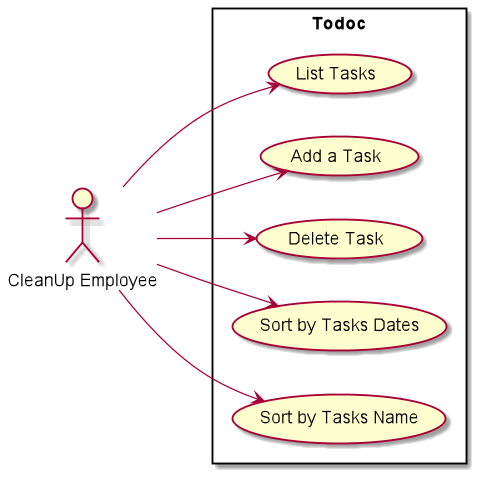 Todoc
List Tasks
Add a Task
Delete Task
CleanUp Employee
Sort by Tasks Dates
Sort by Tasks Name